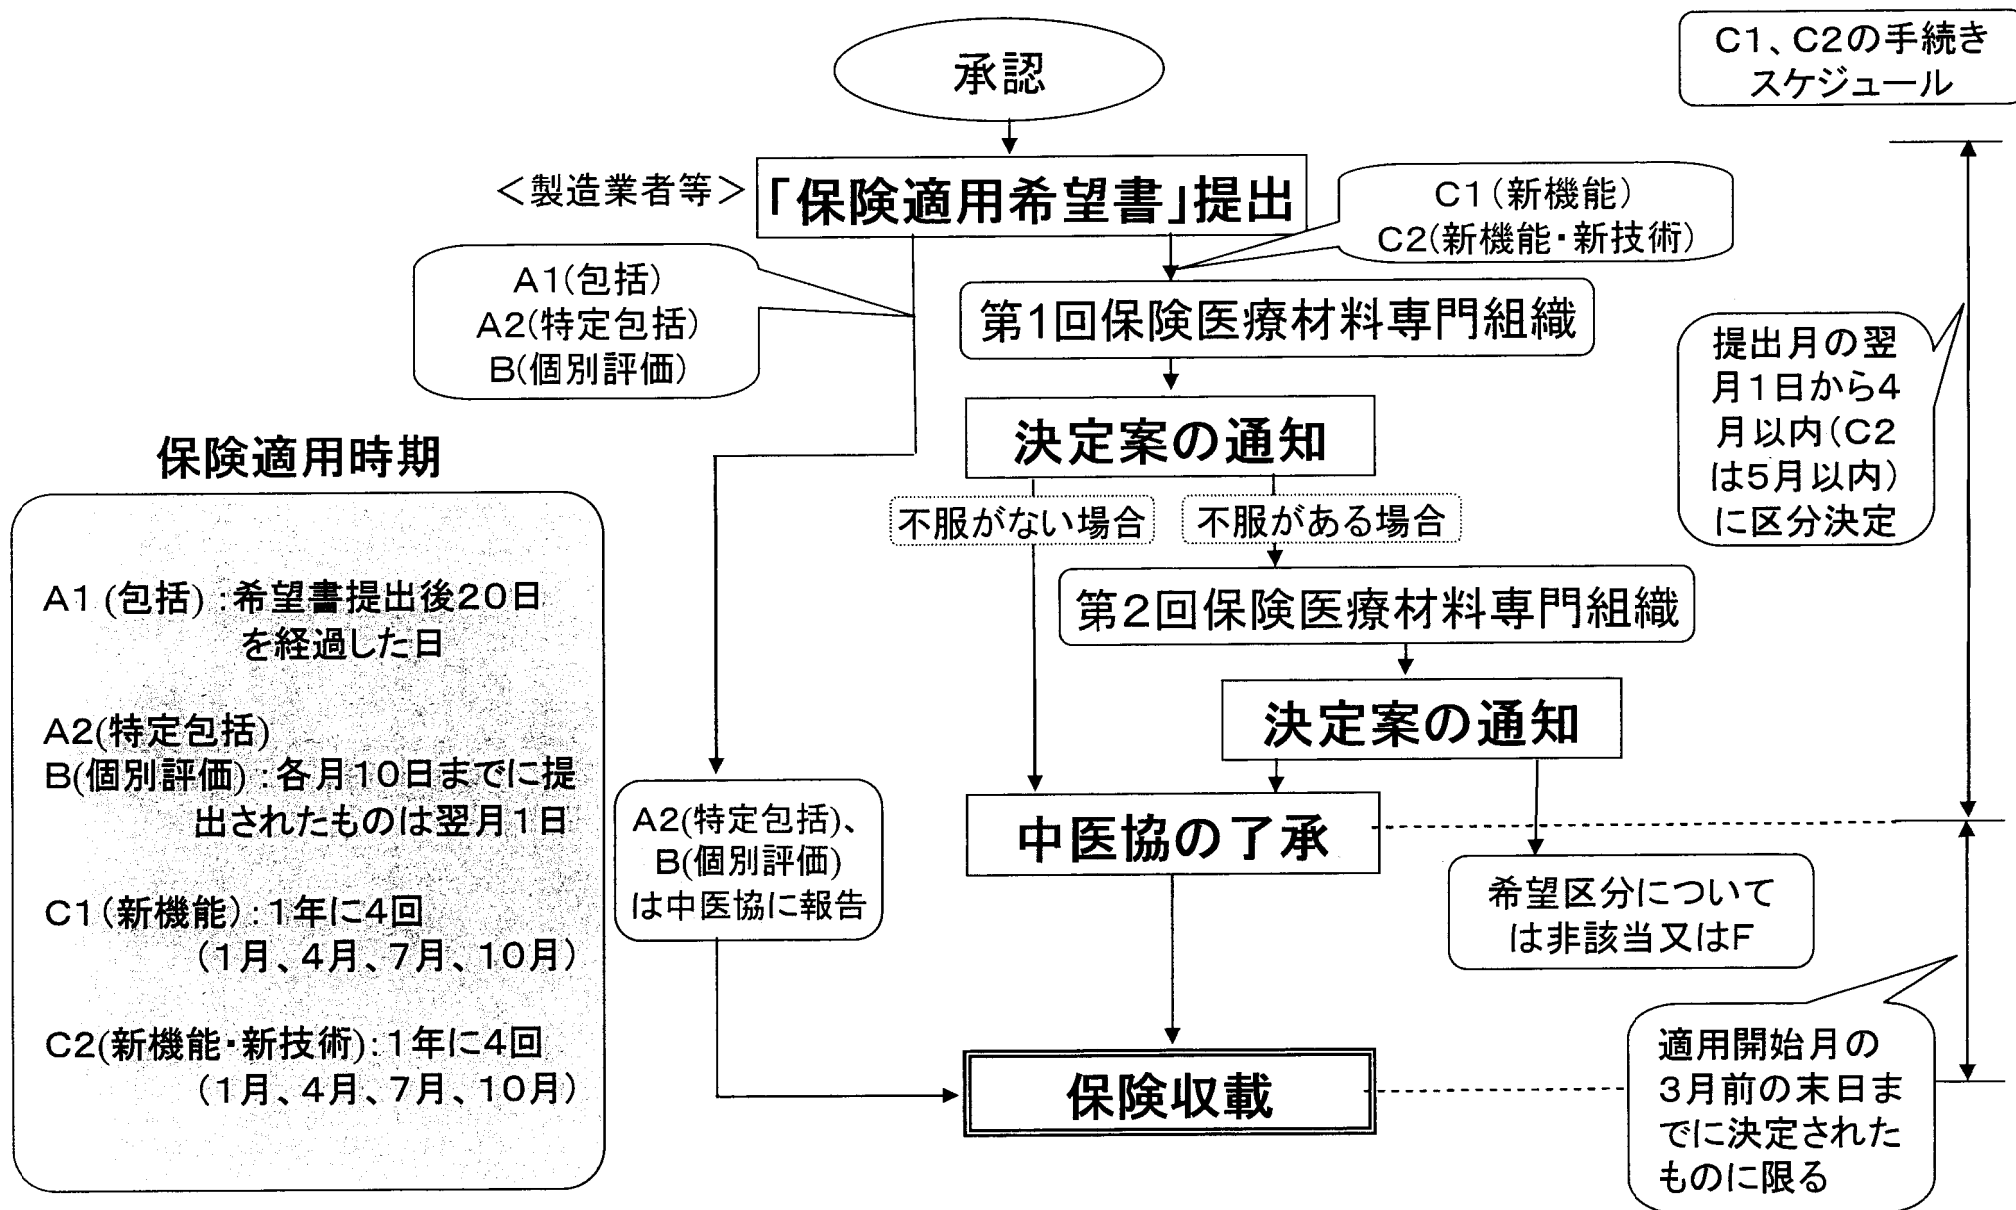 承認
C1、C2の手続き
スケジュール
<製造業者等>
「保険適用希望書」提出
C1(新機能)
C2(新機能・新技術)
A1(包括)
A2(特定包括)
B(個別評価)
第1回保険医療材料専門組織
決定案の通知
不服がない場合
不服がある場合
第2回保険医療材料専門組織
決定案の通知
中医協の了承
希望区分について
は非該当又はF
A2(特定包括)、
B(個別評価)
は中医協に報告
保険収載
提出月の翌
月1日から4
月以内(C2
は5月以内)
に区分決定
適用開始月の
3月前の末日ま
でに決定された
ものに限る
保険適用時期
A1(包括):希望書提出後20日
を経過した日
A2(特定包括)
B(個別評価):各月10日までに提
出されたものは翌月1日
C1(新機能):1年に4回
(1月、4月、7月、10月)
C2(新機能・新技術):1年に4回
(1月、4月、7月、10月)